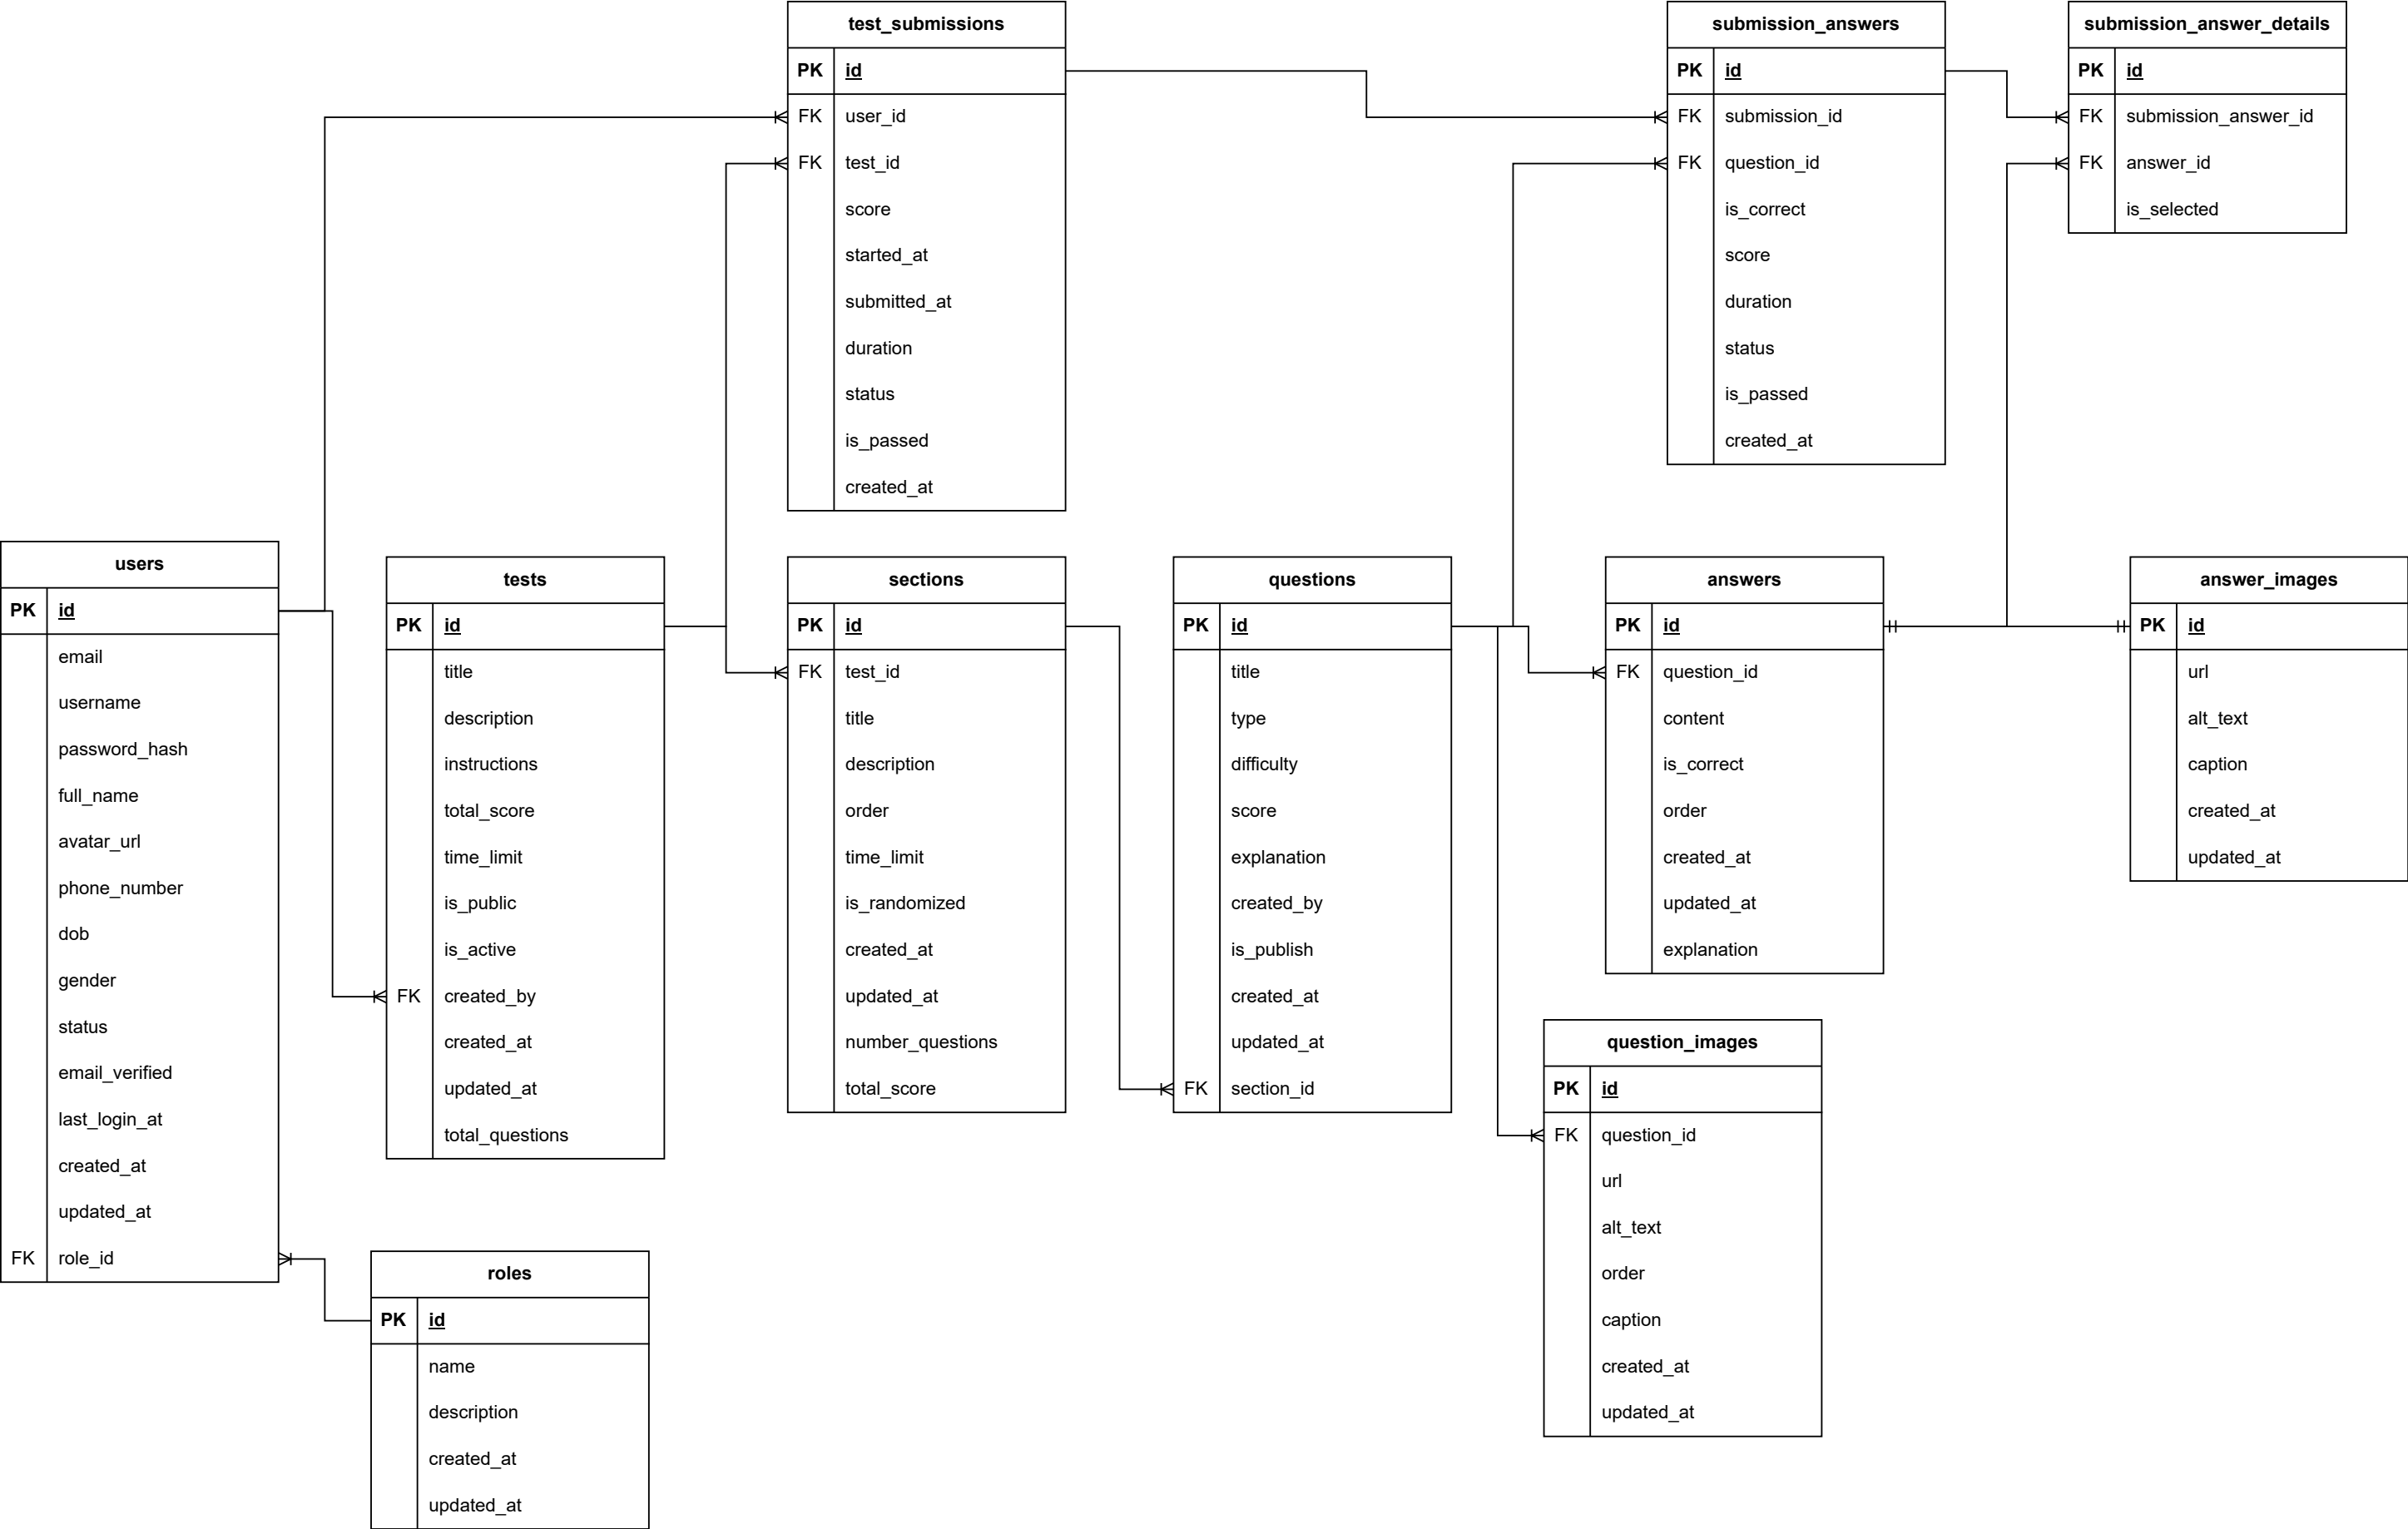 test_submissions
PK id
FK user_id
FK test_id
score
started_at
submitted_at
duration
status
is_passed
created_at
submission_answers
PK id
FK submission_id
FK question_id
is_correct
score
duration
status
is_passed
created_at
submission_answer_details
PK id
FK submission_answer_id
FK answer_id
is_selected
users
PK id
email
username
password_hash
full_name
avatar_url
phone_number
dob
gender
status
email_verified
last_login_at
created_at
updated_at
FK role_id
tests
PK id
title
description
instructions
total_score
time_limit
is_public
is_active
FK created_by
created_at
updated_at
total_questions
sections
PK id
FK test_id
title
description
order
time_limit
is_randomized
created_at
updated_at
number_questions
total_score
questions
PK id
title
type
difficulty
score
explanation
created_by
is_publish
created_at
updated_at
FK section_id
answers
PK id
FK question_id
content
is_correct
order
created_at
updated_at
explanation
answer_images
PK id
url
alt_text
caption
created_at
updated_at
question_images
PK id
FK question_id
url
alt_text
order
caption
created_at
updated_at
roles
PK id
name
description
created_at
updated_at